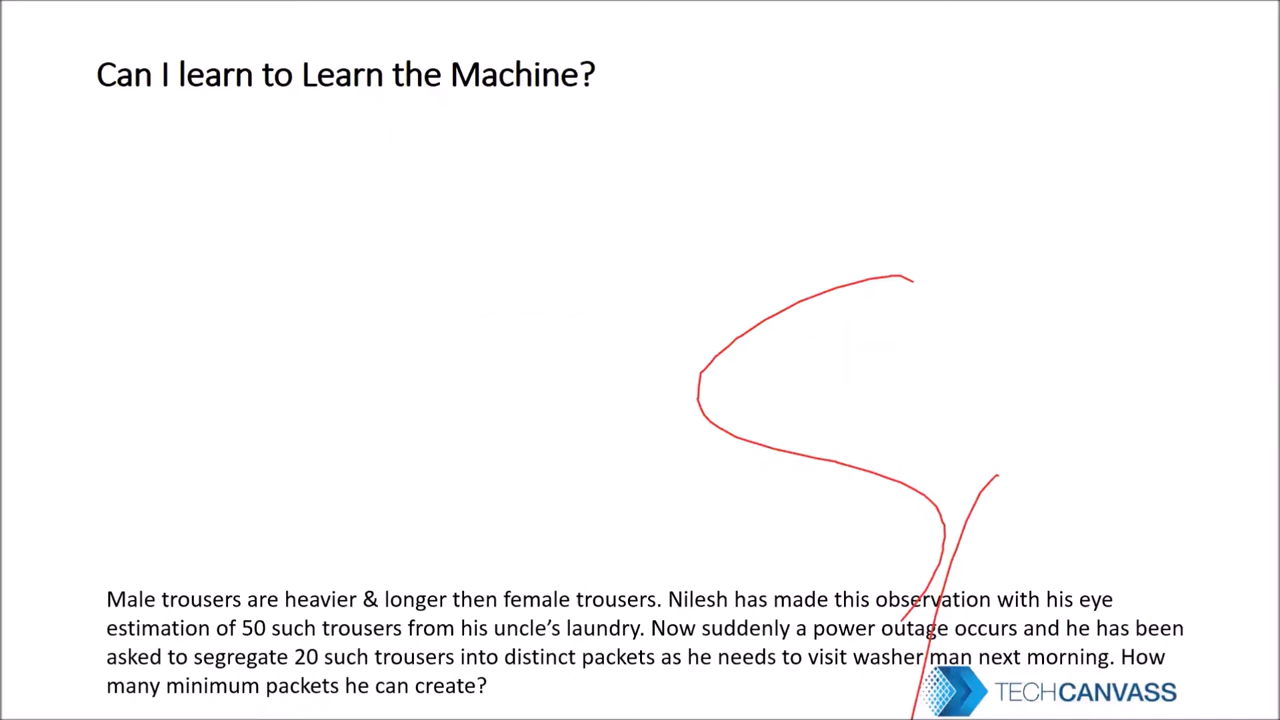 Can I learn to Learn the Machine?
Male trousers are heavier & longer then female trousers. Nilesh has made this observation with his eye
estimation of 50 such trousers from his uncle's laundry. Now suddenly a power outage occurs and he has been
asked to segregate 20 such trousers into distinct packets as he needs to visit washer man next morning. How
many minimum packets he can create?
TECHCANVASS